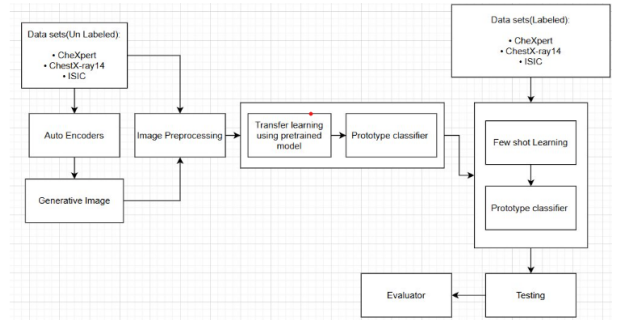 Data sets(Un Labeled):
• CheXpert
• ChestX-ray14
• ISIC
Data sets(Labeled):
• CheXpert
• ChestX-ray14
• ISIC
Auto Encoders
Image Preprocessing
Transfer learning
using pretrained
model
Prototype classifier
Few shot Learning
Generative Image
Prototype classifier
Evaluator
Testing